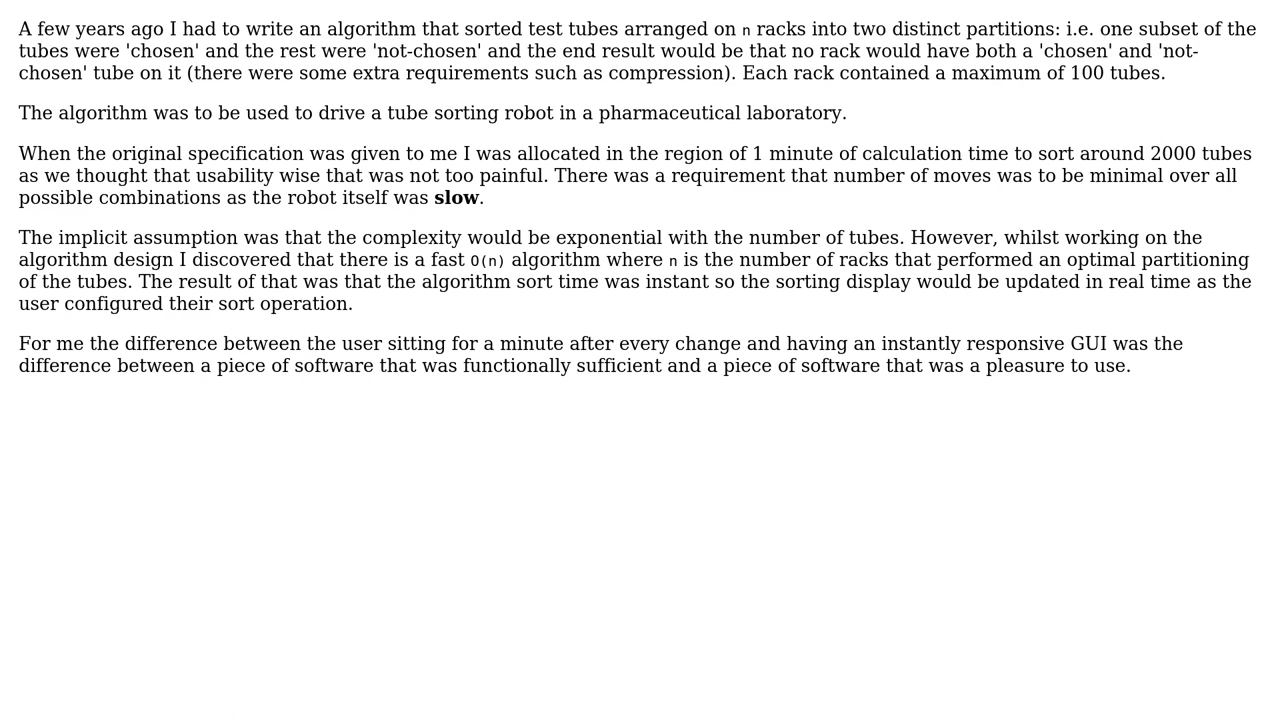 A few years ago I had to write an algorithm that sorted test tubes arranged on n racks into two distinct partitions: i.e. one subset of the
tubes were 'chosen' and the rest were 'not-chosen' and the end result would be that no rack would have both a 'chosen' and 'not-
chosen' tube on it (there were some extra requirements such as compression). Each rack contained a maximum of 100 tubes.
The algorithm was to be used to drive a tube sorting robot in a pharmaceutical laboratory.
When the original specification was given to me I was allocated in the region of 1 minute of calculation time to sort around 2000 tubes
as we thought that usability wise that was not too painful. There was a requirement that number of moves was to be minimal over all
possible combinations as the robot itself was slow.
The implicit assumption was that the complexity would be exponential with the number of tubes. However, whilst working on the
algorithm design I discovered that there is a fast O(n) algorithm where n is the number of racks that performed an optimal partitioning
of the tubes. The result of that was that the algorithm sort time was instant so the sorting display would be updated in real time as the
user configured their sort operation.
For me the difference between the user sitting for a minute after every change and having an instantly responsive GUI was the
difference between a piece of software that was functionally sufficient and a piece of software that was a pleasure to use.